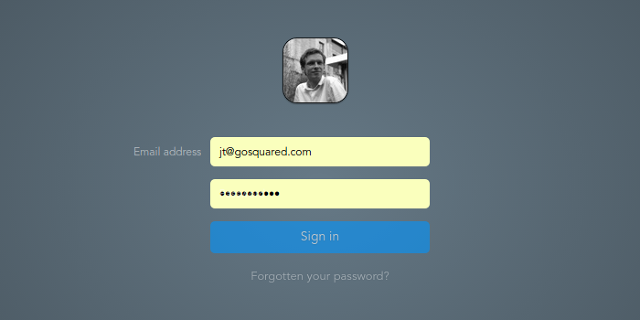 Email address
jt@gosquared.com
•••••••••••
Sign in
Forgotten your password?